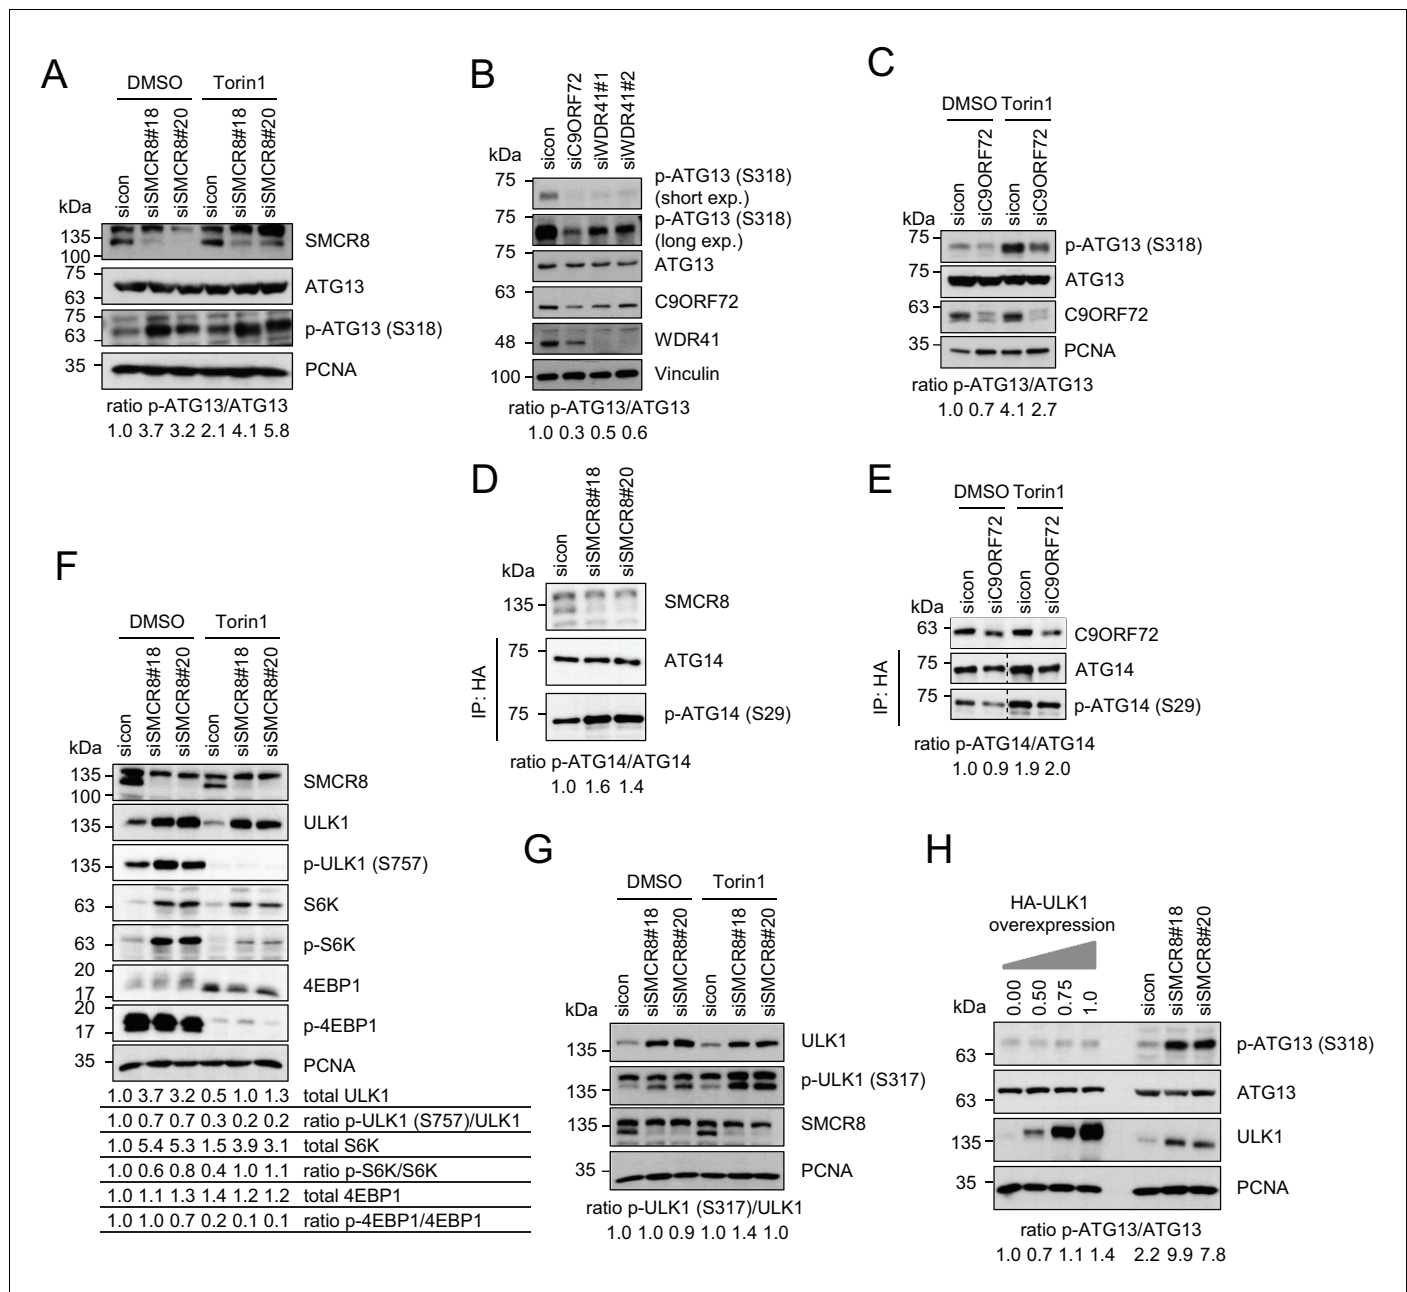 A
DMSO Torin1
sicon siSMCR8#18 siSMCR8#20 sicon siSMCR8#18 siSMCR8#20
kDa
135
100
SMCR8
75
63
ATG13
75
63
p-ATG13 (S318)
35
PCNA
ratio p-ATG13/ATG13
1.0 3.7 3.2 2.1 4.1 5.8
B
sicon siC9ORF72 siWDR41#1 siWDR41#2
kDa
75
p-ATG13 (S318)
(short exp.)
75
p-ATG13 (S318)
(long exp.)
75
ATG13
63
C9ORF72
48
WDR41
100
Vinculin
ratio p-ATG13/ATG13
1.0 0.3 0.5 0.6
C
DMSO Torin1
sicon siC9ORF72 sicon siC9ORF72
kDa
75
p-ATG13 (S318)
75
ATG13
63
C9ORF72
35
PCNA
ratio p-ATG13/ATG13
1.0 0.7 4.1 2.7
D
sicon siSMCR8#18 siSMCR8#20
kDa
135
SMCR8
IP: HA
75
ATG14
75
p-ATG14 (S29)
ratio p-ATG14/ATG14
1.0 1.6 1.4
E
DMSO Torin1
sicon siC9ORF72 sicon siC9ORF72
kDa
63
C9ORF72
IP: HA
75
ATG14
75
p-ATG14 (S29)
ratio p-ATG14/ATG14
1.0 0.9 1.9 2.0
F
DMSO Torin1
sicon siSMCR8#18 siSMCR8#20 sicon siSMCR8#18 siSMCR8#20
kDa
135
100
SMCR8
135
ULK1
135
p-ULK1 (S757)
63
S6K
63
p-S6K
20
17
4EBP1
20
17
p-4EBP1
35
PCNA
1.0 3.7 3.2 0.5 1.0 1.3 total ULK1
1.0 0.7 0.7 0.3 0.2 0.2 ratio p-ULK1 (S757)/ULK1
1.0 5.4 5.3 1.5 3.9 3.1 total S6K
1.0 0.6 0.8 0.4 1.0 1.1 ratio p-S6K/S6K
1.0 1.1 1.3 1.4 1.2 1.2 total 4EBP1
1.0 1.0 0.7 0.2 0.1 0.1 ratio p-4EBP1/4EBP1
G
DMSO Torin1
sicon siSMCR8#18 siSMCR8#20 sicon siSMCR8#18 siSMCR8#20
kDa
135
ULK1
135
p-ULK1 (S317)
135
SMCR8
35
PCNA
ratio p-ULK1 (S317)/ULK1
1.0 1.0 0.9 1.0 1.4 1.0
H
HA-ULK1
overexpression
0.00 0.50 0.75 1.0 sicon siSMCR8#18 siSMCR8#20
kDa
63
p-ATG13 (S318)
63
ATG13
135
ULK1
35
PCNA
ratio p-ATG13/ATG13
1.0 0.7 1.1 1.4 2.2 9.9 7.8